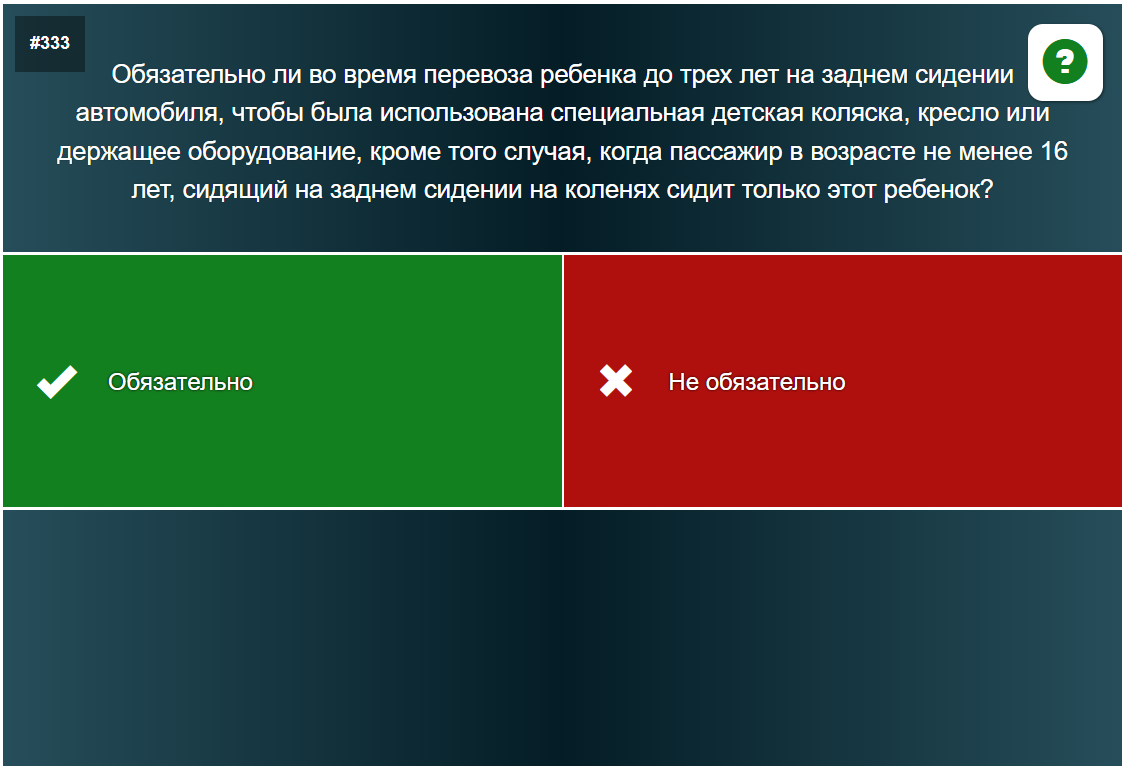 #333
Обязательно ли во время перевоза ребенка до трех лет на заднем сидении
автомобиля, чтобы была использована специальная детская коляска, кресло или
держащее оборудование, кроме того случая, когда пассажир в возрасте не менее 16
лет, сидящий на заднем сидении на коленях сидит только этот ребенок?
Обязательно
Не обязательно